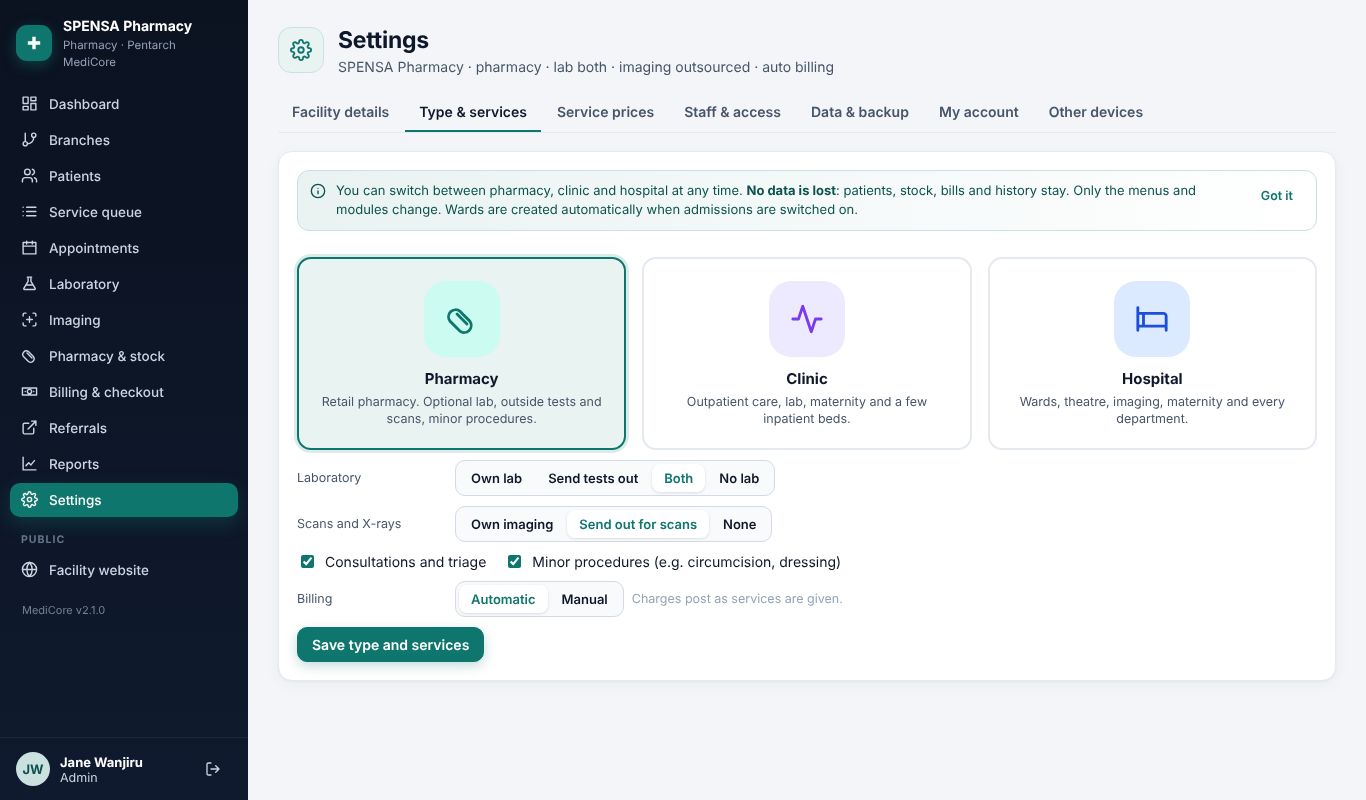 SPENSA Pharmacy
Pharmacy · Pentarch
MediCore
Dashboard
Branches
Patients
Service queue
Appointments
Laboratory
Imaging
Pharmacy & stock
Billing & checkout
Referrals
Reports
Settings
PUBLIC
Facility website
MediCore v2.1.0
JW
Jane Wanjiru
Admin
Settings
SPENSA Pharmacy · pharmacy · lab both · imaging outsourced · auto billing
Facility details Type & services Service prices Staff & access Data & backup My account Other devices
You can switch between pharmacy, clinic and hospital at any time. No data is lost: patients, stock, bills and history stay. Only the menus and
modules change. Wards are created automatically when admissions are switched on.
Got it
Pharmacy
Retail pharmacy. Optional lab, outside tests and
scans, minor procedures.
Clinic
Outpatient care, lab, maternity and a few
inpatient beds.
Hospital
Wards, theatre, imaging, maternity and every
department.
Laboratory Own lab Send tests out Both No lab
Scans and X-rays Own imaging Send out for scans None
Consultations and triage Minor procedures (e.g. circumcision, dressing)
Billing Automatic Manual Charges post as services are given.
Save type and services